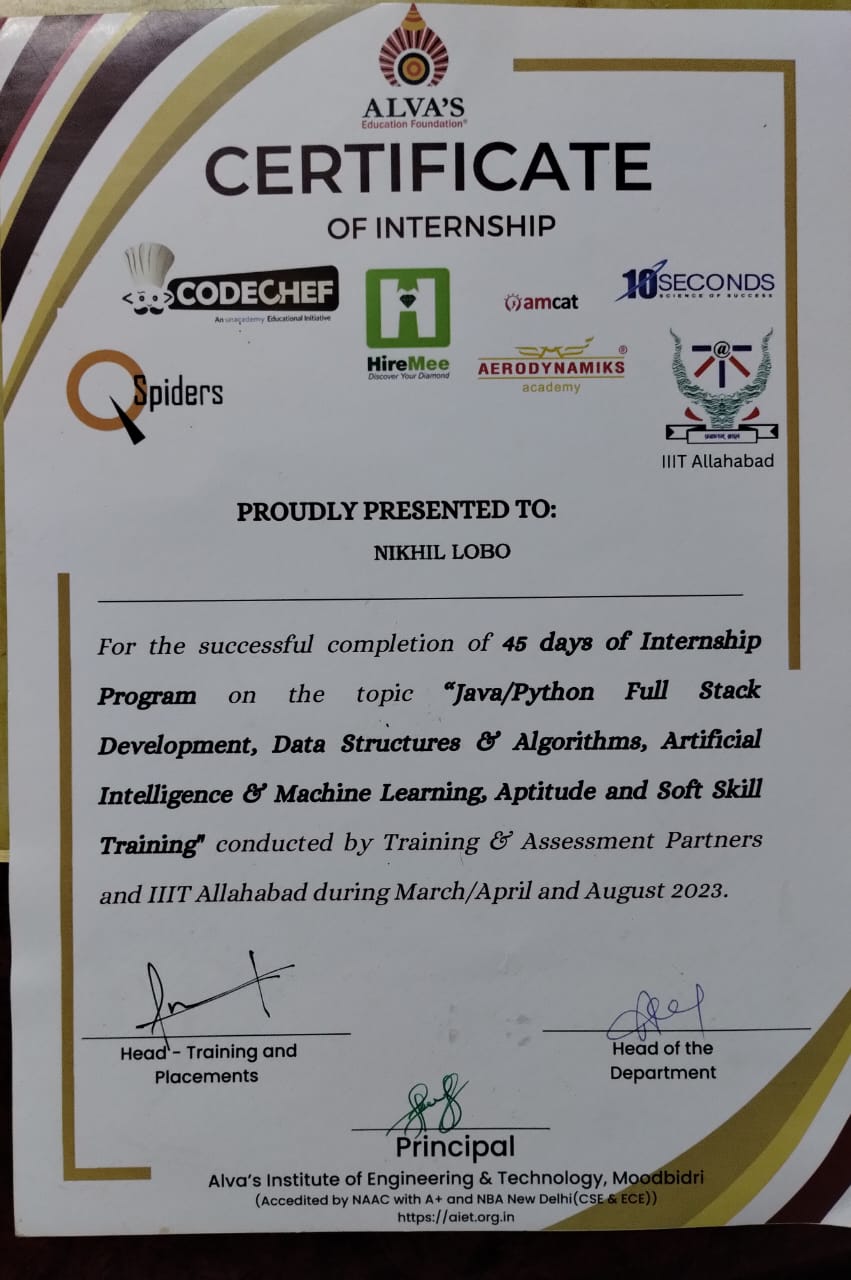 ALVA'S
Education Foundation®
CERTIFICATE
OF INTERNSHIP
CODECHEF
An unacademy Educational Initiative
HireMee
Discover Your Diamond
amcat
10SECONDS
SCIENCE OF SUCCESS
QSpiders
AERODYNAMIKS®
academy
IIIT Allahabad
PROUDLY PRESENTED TO:
NIKHIL LOBO
For the successful completion of 45 days of Internship
Program on the topic “Java/Python Full Stack
Development, Data Structures & Algorithms, Artificial
Intelligence & Machine Learning, Aptitude and Soft Skill
Training” conducted by Training & Assessment Partners
and IIIT Allahabad during March/April and August 2023.
Head - Training and
Placements
Head of the
Department
Principal
Alva's Institute of Engineering & Technology, Moodbidri
(Accredited by NAAC with A+ and NBA New Delhi(CSE & ECE))
https://aiet.org.in